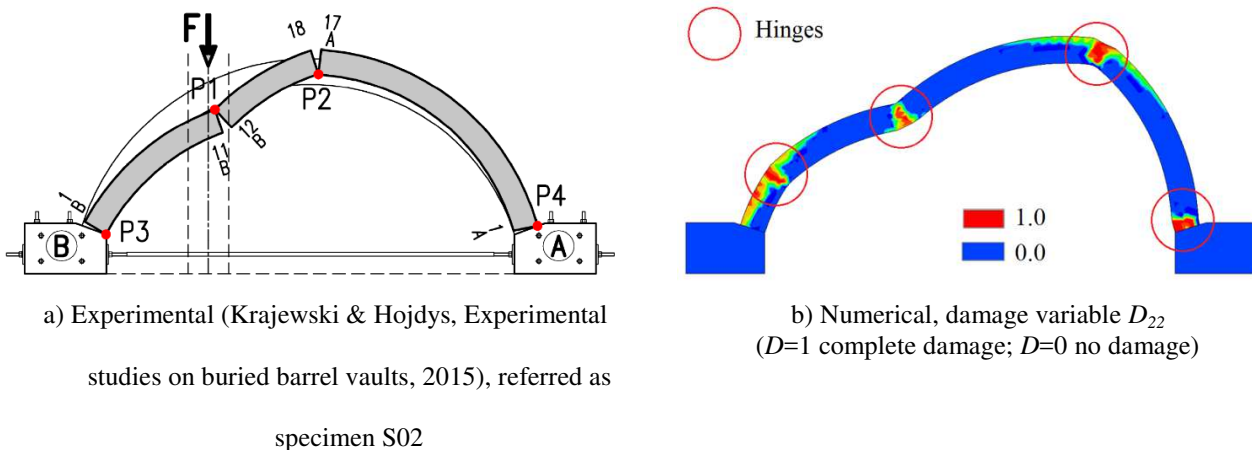 F
18
17
A
P1
P2
12
B
11
B
1
B
P3
P4
1
A
B
A
Hinges
1.0
0.0
a) Experimental (Krajewski & Hojdys, Experimental
studies on buried barrel vaults, 2015), referred as
specimen S02
b) Numerical, damage variable D22
(D=1 complete damage; D=0 no damage)